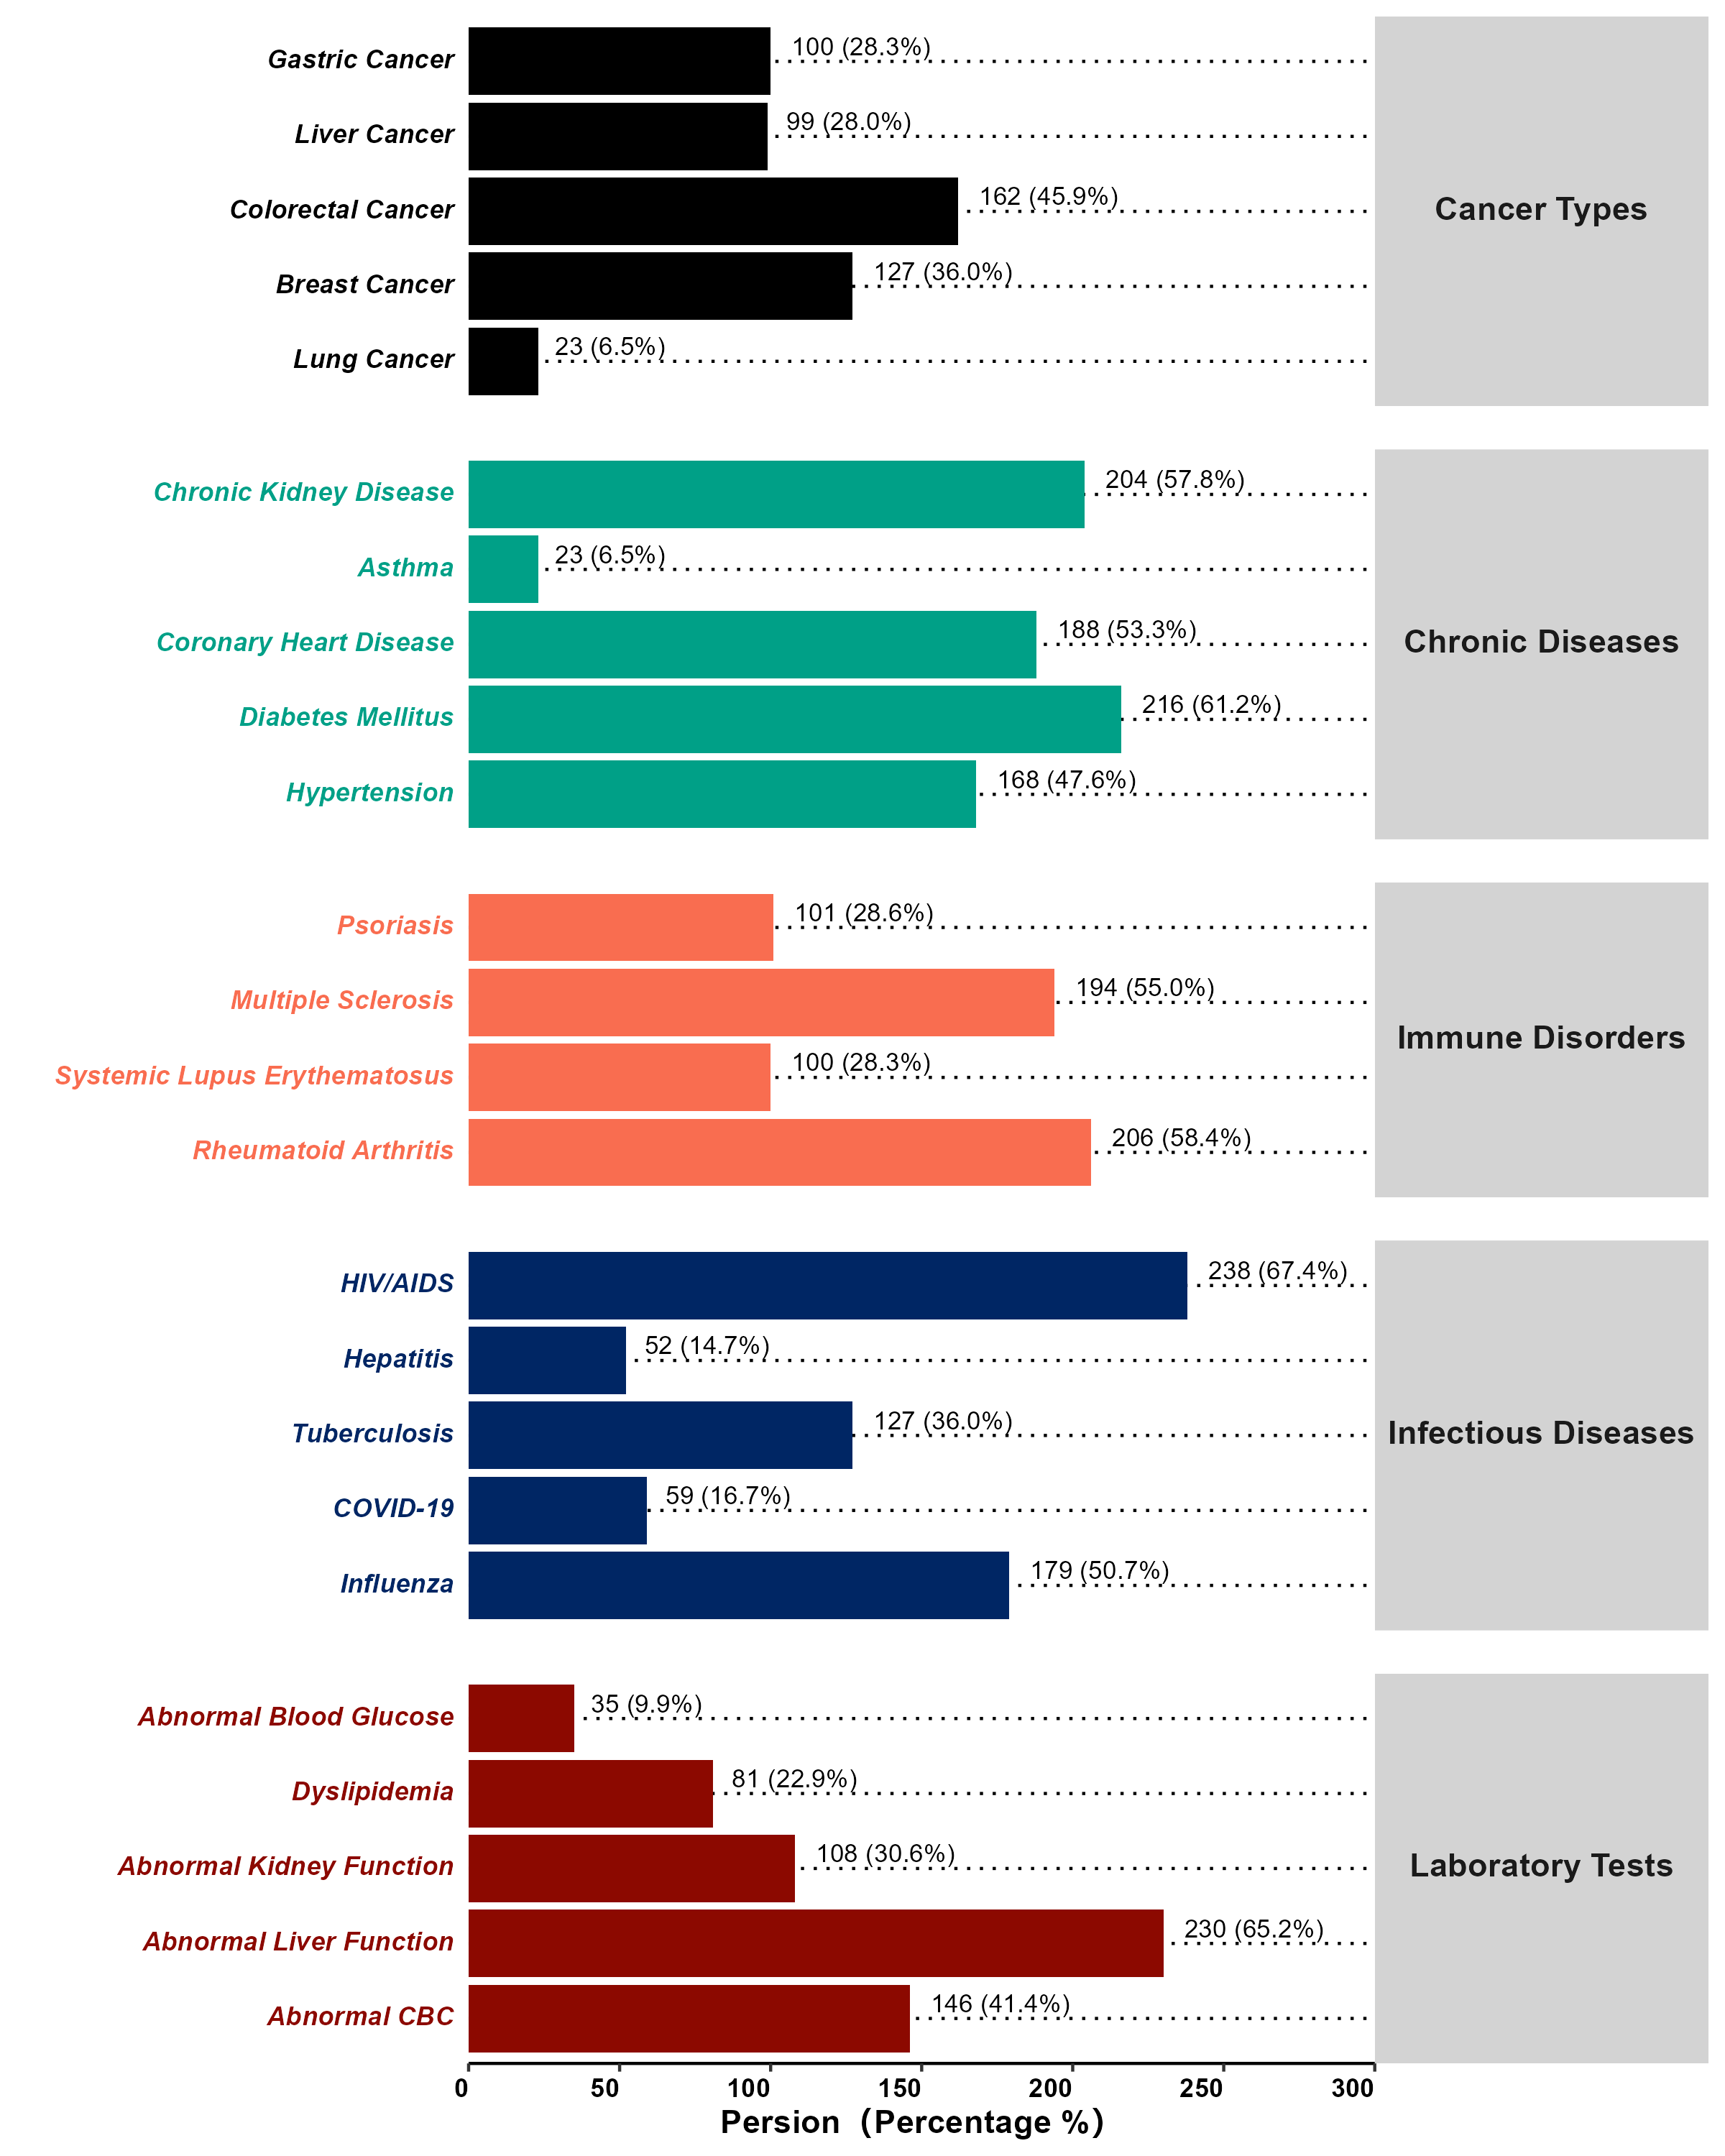 Gastric Cancer 100 (28.3%)
Liver Cancer 99 (28.0%)
Colorectal Cancer 162 (45.9%)
Breast Cancer 127 (36.0%)
Lung Cancer 23 (6.5%)
Cancer Types
Chronic Kidney Disease 204 (57.8%)
Asthma 23 (6.5%)
Coronary Heart Disease 188 (53.3%)
Diabetes Mellitus 216 (61.2%)
Hypertension 168 (47.6%)
Chronic Diseases
Psoriasis 101 (28.6%)
Multiple Sclerosis 194 (55.0%)
Systemic Lupus Erythematosus 100 (28.3%)
Rheumatoid Arthritis 206 (58.4%)
Immune Disorders
HIV/AIDS 238 (67.4%)
Hepatitis 52 (14.7%)
Tuberculosis 127 (36.0%)
COVID-19 59 (16.7%)
Influenza 179 (50.7%)
Infectious Diseases
Abnormal Blood Glucose 35 (9.9%)
Dyslipidemia 81 (22.9%)
Abnormal Kidney Function 108 (30.6%)
Abnormal Liver Function 230 (65.2%)
Abnormal CBC 146 (41.4%)
Laboratory Tests
0 50 100 150 200 250 300
Persion（Percentage %）